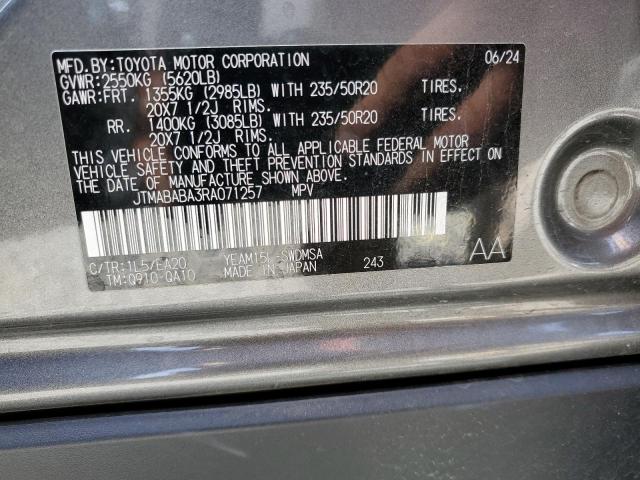 MFD.BY:TOYOTA MOTOR CORPORATION 06/24
GVWR:2550KG (5620LB)
GAWR:FRT. 1355KG (2985LB) WITH 235/50R20 TIRES.
20X7 1/2J RIMS.
RR. 1400KG (3085LB) WITH 235/50R20 TIRES.
20X7 1/2J RIMS.
THIS VEHICLE CONFORMS TO ALL APPLICABLE FEDERAL MOTOR
VEHICLE SAFETY AND THEFT PREVENTION STANDARDS IN EFFECT ON
THE DATE OF MANUFACTURE SHOWN ABOVE.
JTMABABA3RA071257 MPV
C/TR:1L5/EA20 YEAM15L-SWDMSA AA
TM:Q910-QA10 MADE IN JAPAN 243